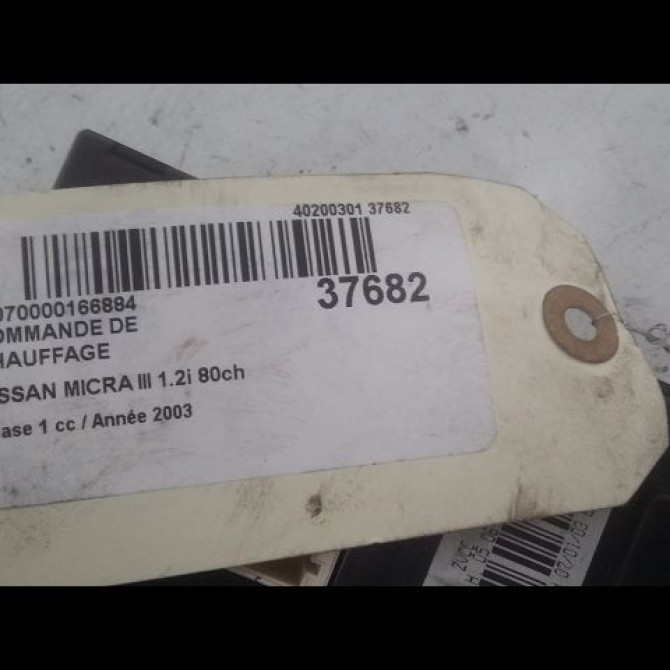 40200301 37682
37682
070000166884
OMMANDE DE
HAUFFAGE
SSAN MICRA III 1.2i 80ch
ase 1 cc / Année 2003